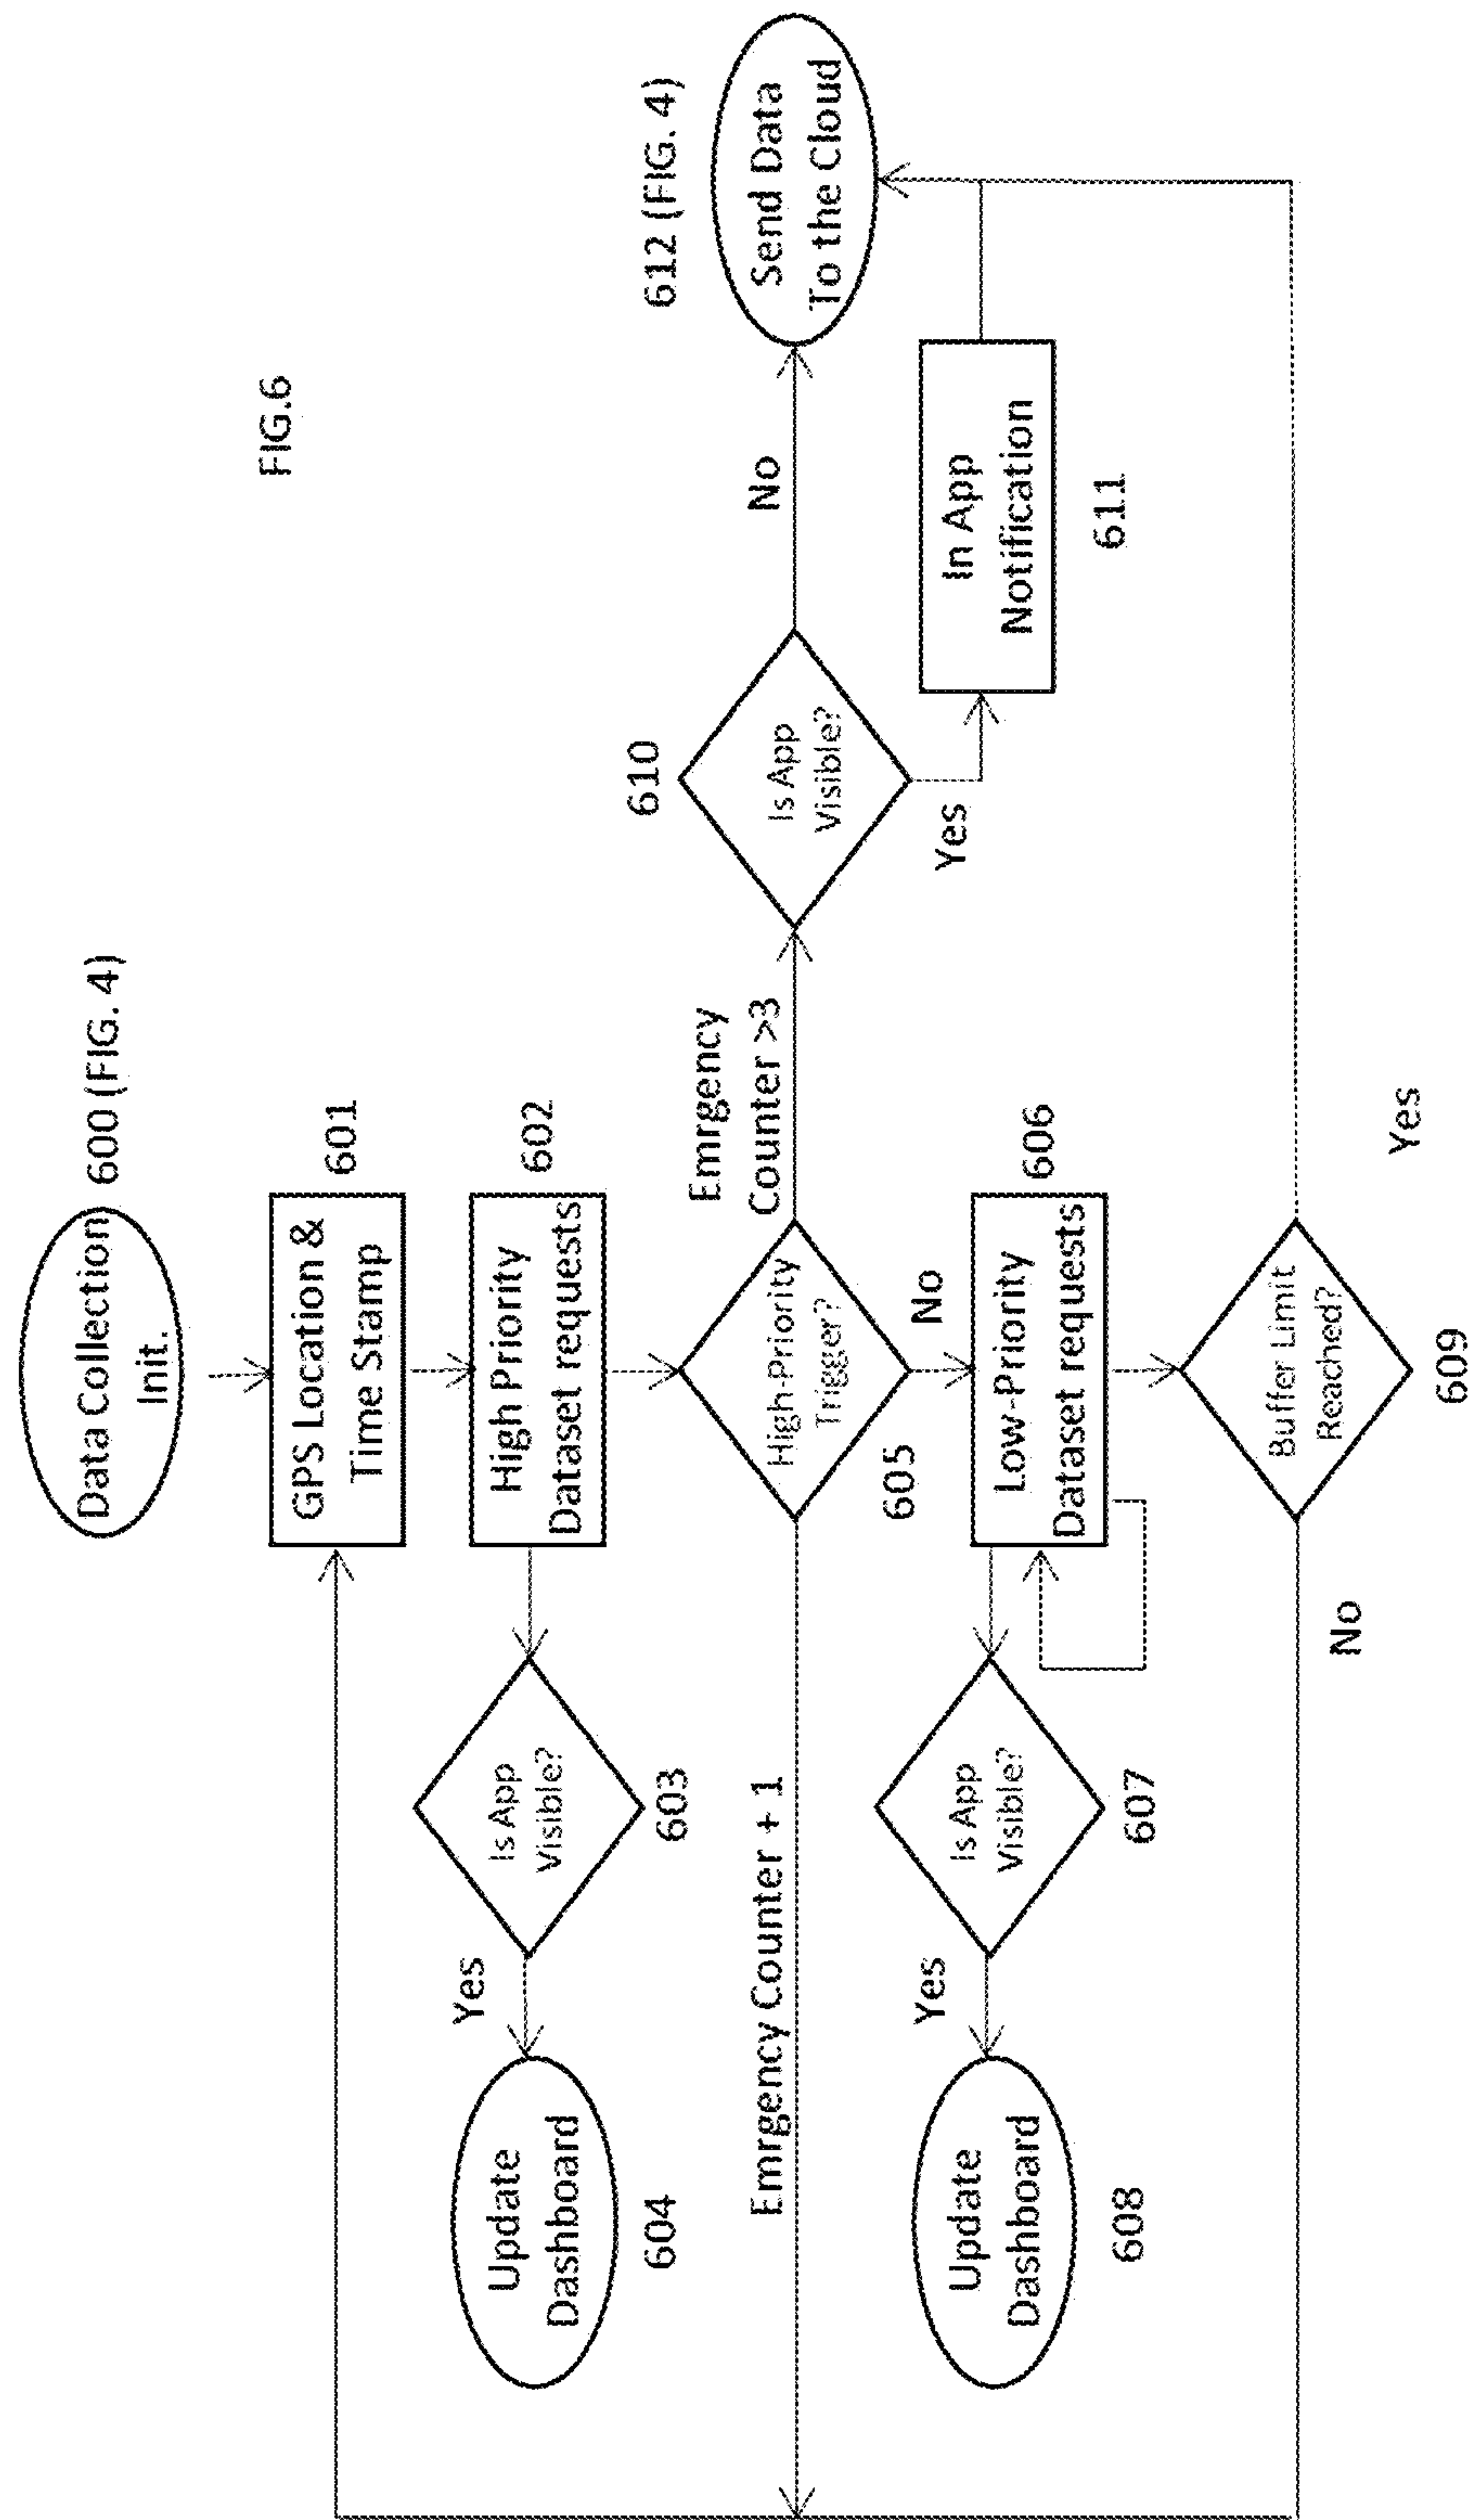 FIG.6
Data Collection
Init.
600 (FIG. 4)
GPS Location &
Time Stamp
601
High Priority
Dataset requests
602
Is App
Visible?
603
Yes
Update
Dashboard
604
High-Priority
Trigger?
605
Emrgency Counter + 1
Emrgency
Counter >3
No
Is App
Visible?
610
No
Send Data
To the Cloud
612 (FIG. 4)
Yes
In App
Notification
611
Low-Priority
Dataset requests
606
Is App
Visible?
607
Yes
Update
Dashboard
608
Buffer Limit
Reached?
609
No
Yes